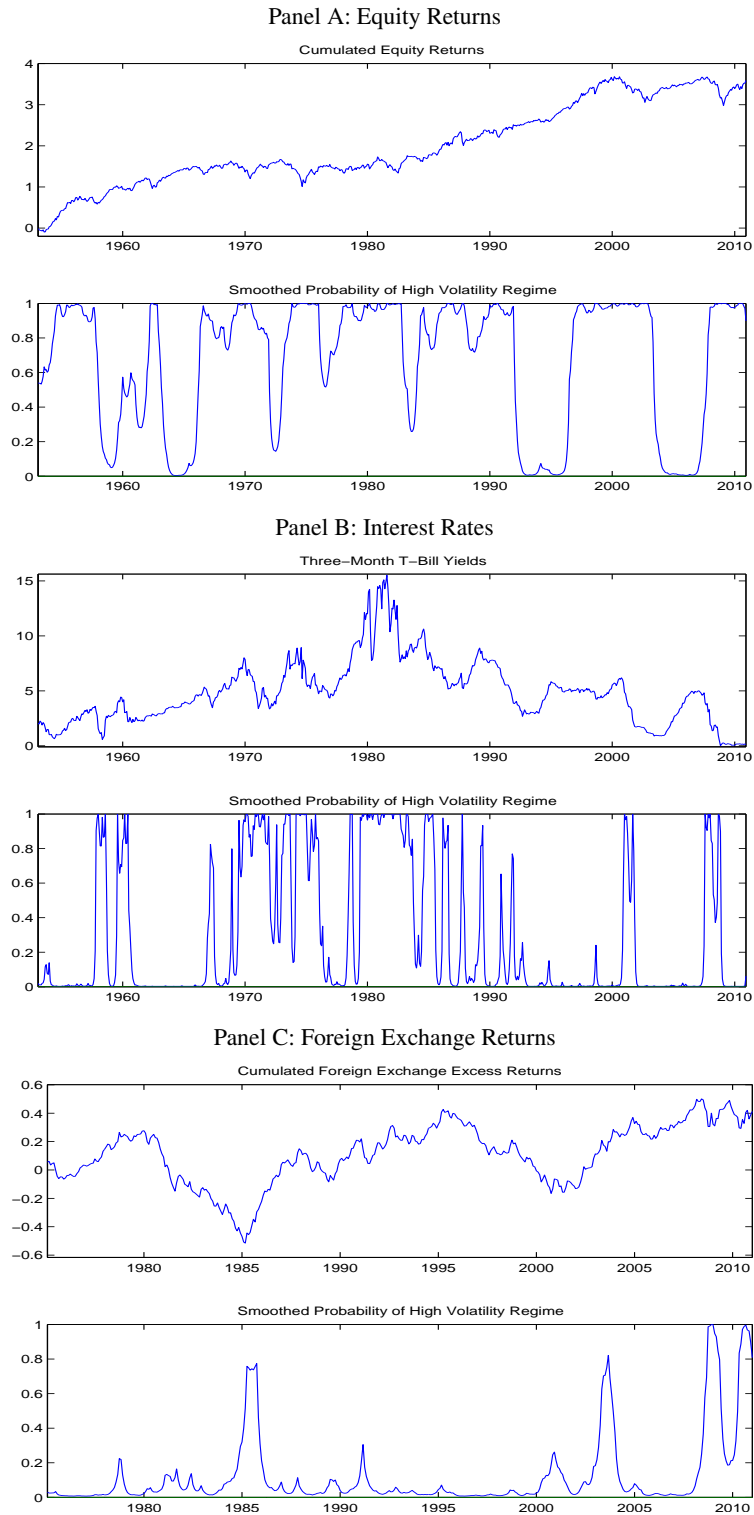 Panel A: Equity Returns
Cumulated Equity Returns
4
3
2
1
0
1960 1970 1980 1990 2000 2010
Smoothed Probability of High Volatility Regime
1
0.8
0.6
0.4
0.2
0
1960 1970 1980 1990 2000 2010
Panel B: Interest Rates
Three−Month T−Bill Yields
15
10
5
0
1960 1970 1980 1990 2000 2010
Smoothed Probability of High Volatility Regime
1
0.8
0.6
0.4
0.2
0
1960 1970 1980 1990 2000 2010
Panel C: Foreign Exchange Returns
Cumulated Foreign Exchange Excess Returns
0.6
0.4
0.2
0
−0.2
−0.4
−0.6
1980 1985 1990 1995 2000 2005 2010
Smoothed Probability of High Volatility Regime
1
0.8
0.6
0.4
0.2
0
1980 1985 1990 1995 2000 2005 2010